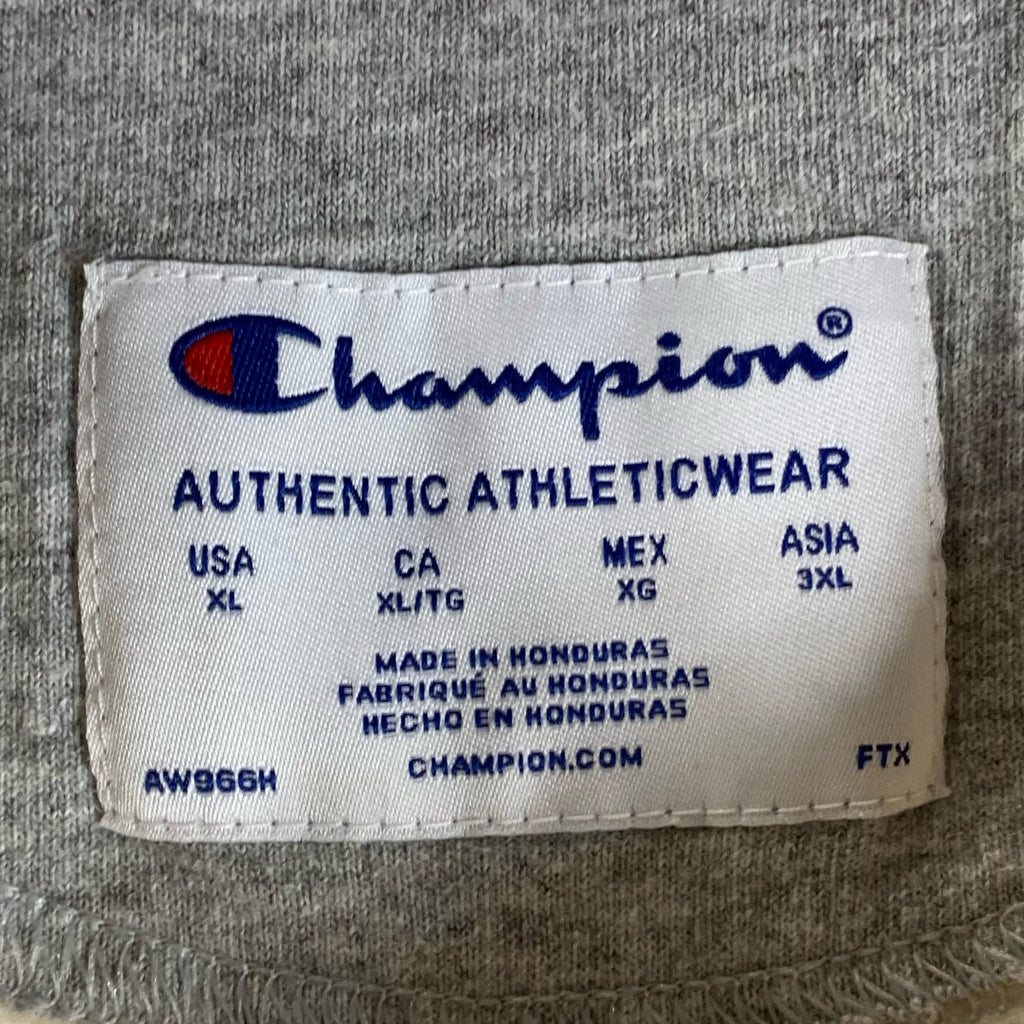 Champion®
AUTHENTIC ATHLETICWEAR
USA CA MEX ASIA
XL XL/TG XG 3XL
MADE IN HONDURAS
FABRIQUÉ AU HONDURAS
HECHO EN HONDURAS
AW966H CHAMPION.COM FTX